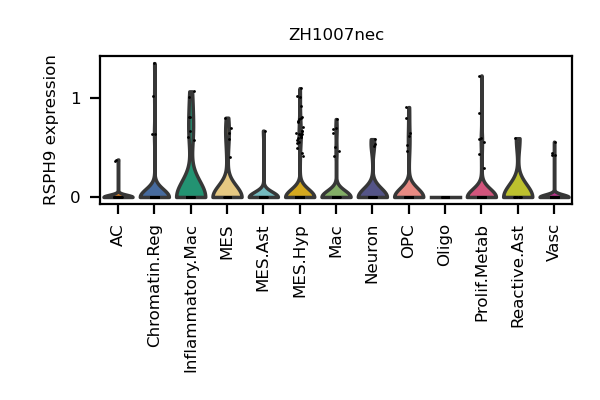 ZH1007nec
RSPH9 expression
1
0
AC
Chromatin.Reg
Inflammatory.Mac
MES
MES.Ast
MES.Hyp
Mac
Neuron
OPC
Oligo
Prolif.Metab
Reactive.Ast
Vasc